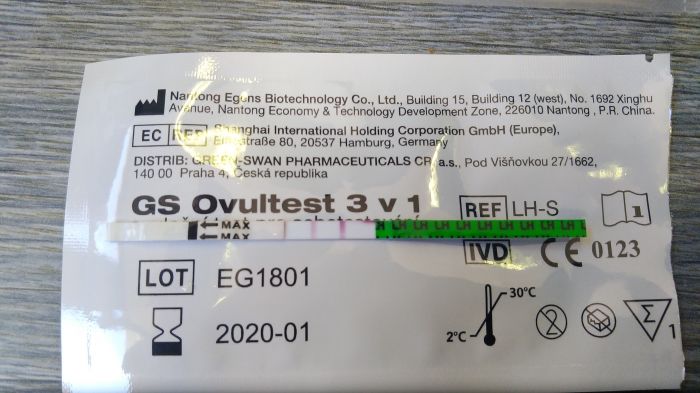 Nantong Egens Biotechnology Co., Ltd., Building 15, Building 12 (west), No. 1692 Xinghu
Avenue, Nantong Economy & Technology Development Zone, 226010 Nantong, P.R. China.
EC REP Shanghai International Holding Corporation GmbH (Europe),
Eiffestraße 80, 20537 Hamburg, Germany
DISTRIB: GREEN-SWAN PHARMACEUTICALS CR, a.s., Pod Višňovkou 27/1662,
140 00 Praha 4, Česká republika
GS Ovultest 3 v 1 REF LH-S 1
MAX LH LH LH LH LH LH LH
MAX
IVD CE 0123
LOT EG1801
30°C
2020-01
2°C
2
Σ 1